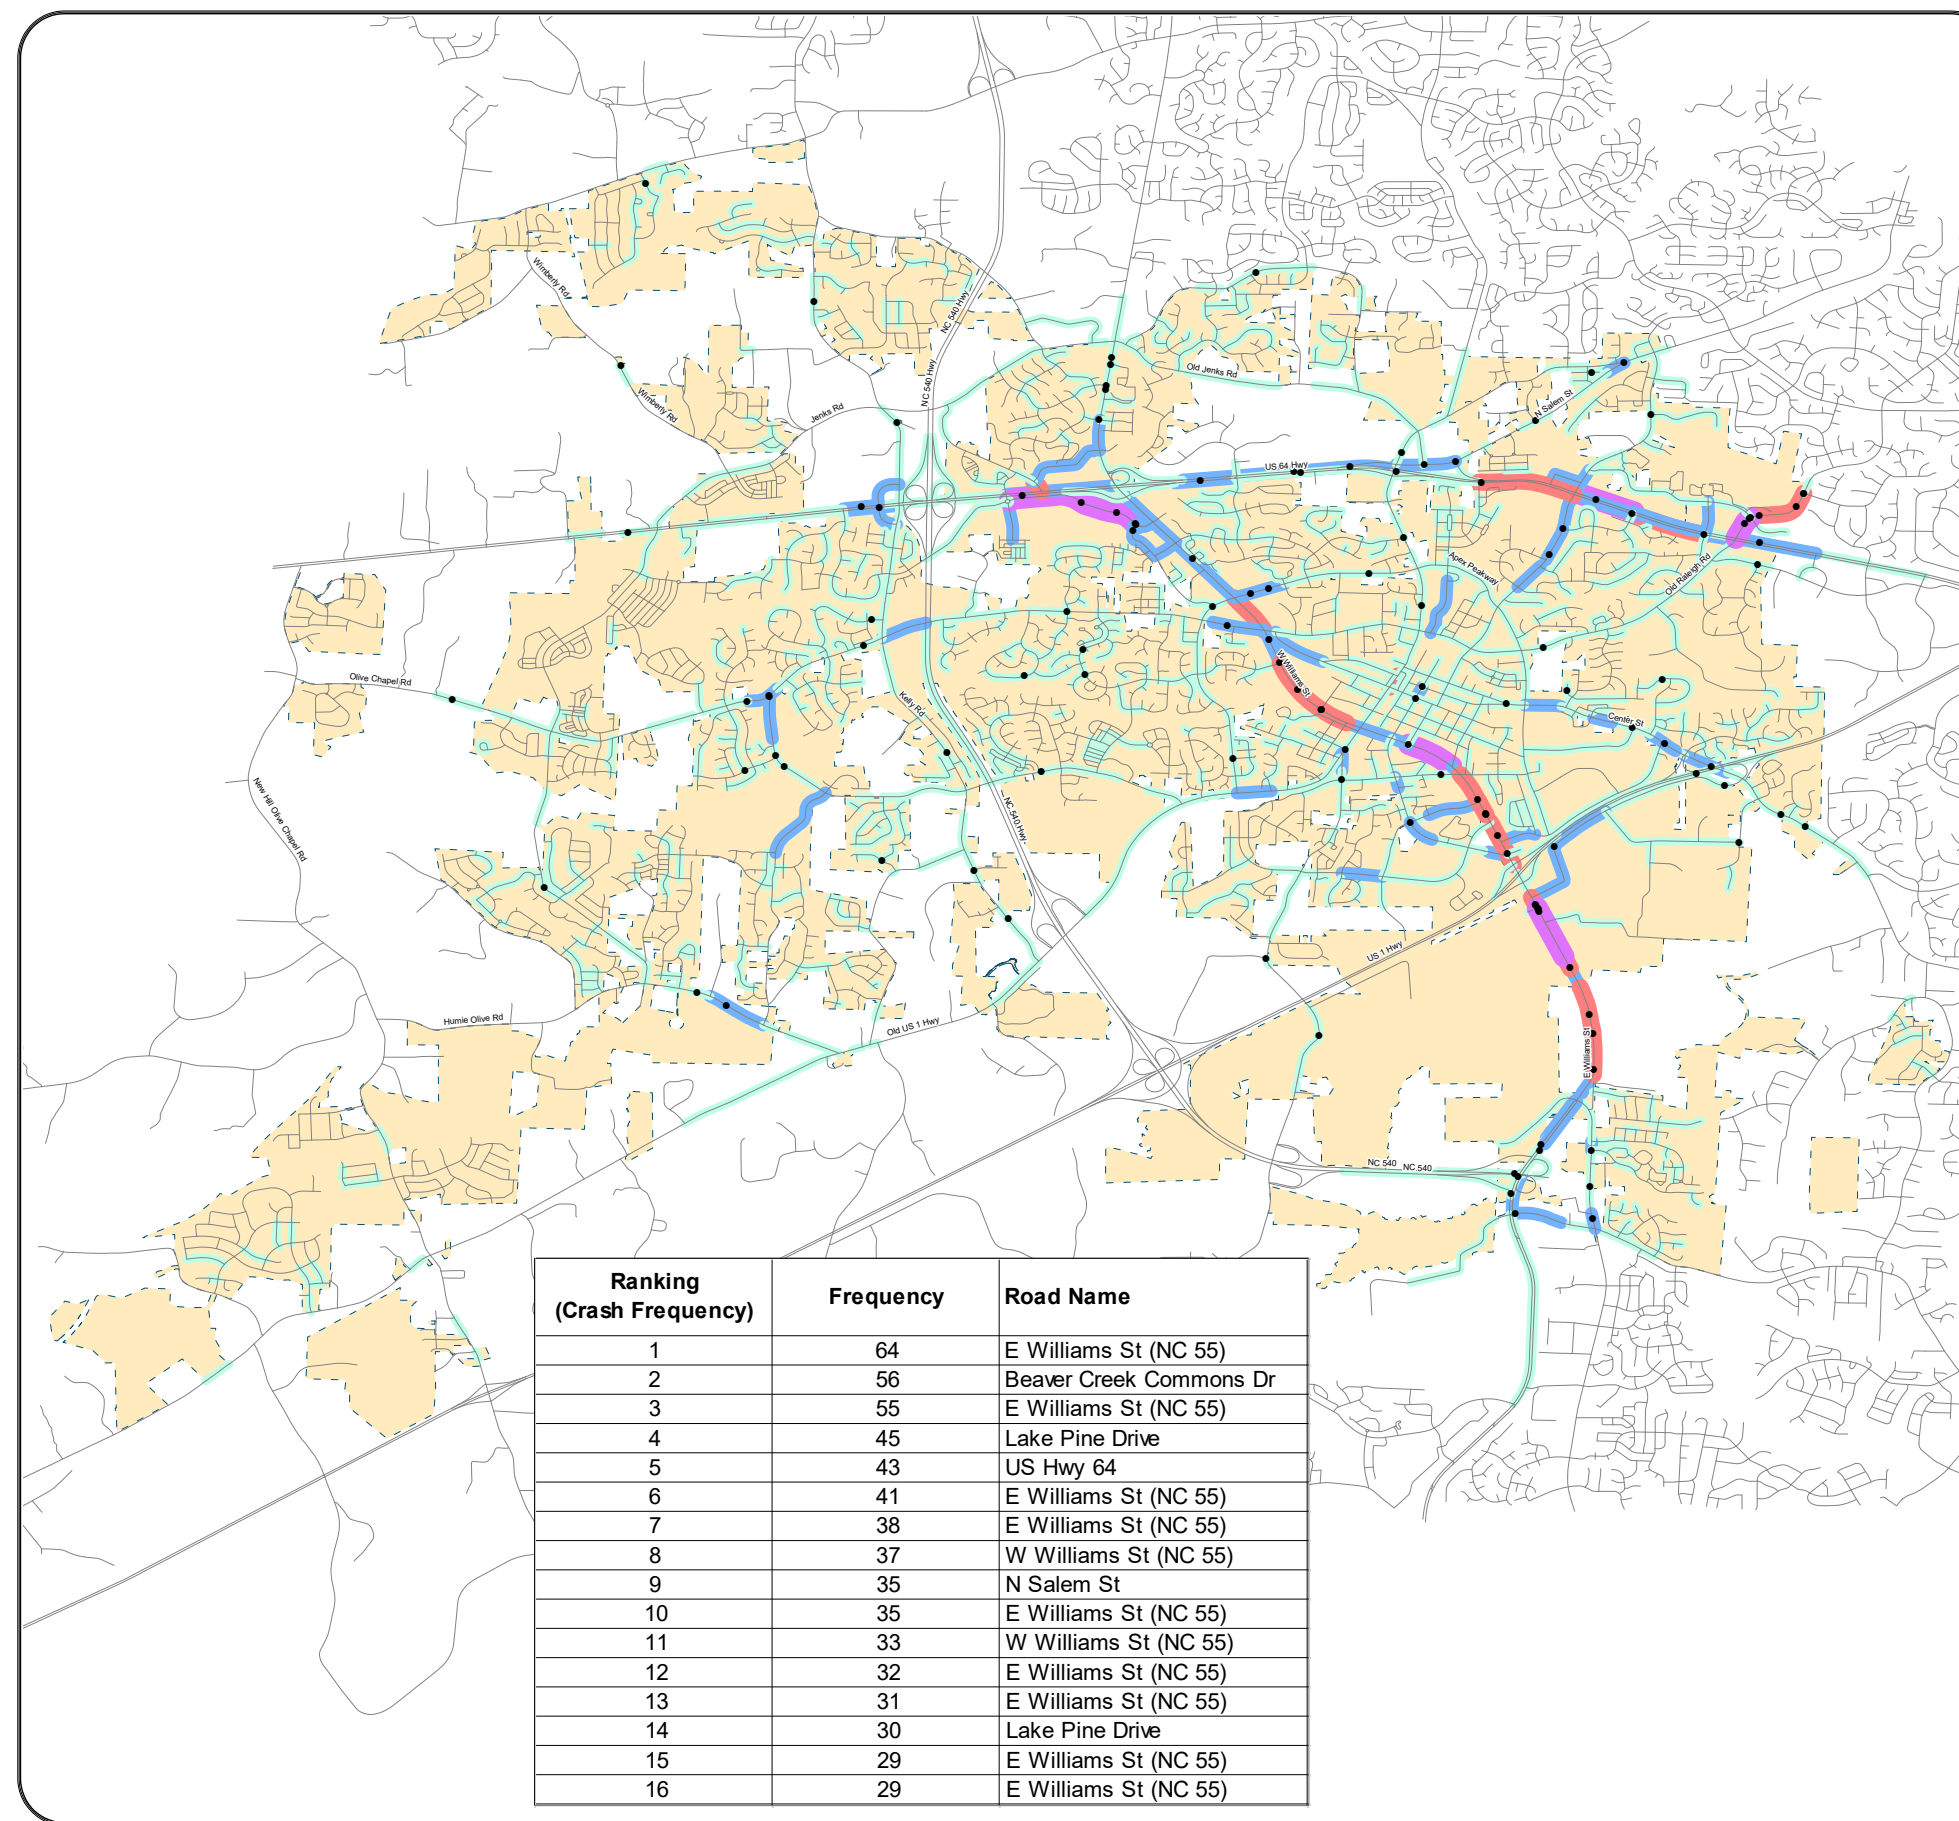 Wimberly Rd
NC 540 Hwy
NC 540 Hwy
Old Jenks Rd
Wimberly Rd
Jenks Rd
N Salem St
US 64 Hwy
Apex Peakway
Old Raleigh Rd
W Williams St
Olive Chapel Rd
Kelly Rd
Center St
New Hill Olive Chapel Rd
NC 540 Hwy
US 1 Hwy
Humie Olive Rd
Old US 1 Hwy
E Williams St
NC 540 NC 540
Ranking
(Crash Frequency) Frequency Road Name
1 64 E Williams St (NC 55)
2 56 Beaver Creek Commons Dr
3 55 E Williams St (NC 55)
4 45 Lake Pine Drive
5 43 US Hwy 64
6 41 E Williams St (NC 55)
7 38 E Williams St (NC 55)
8 37 W Williams St (NC 55)
9 35 N Salem St
10 35 E Williams St (NC 55)
11 33 W Williams St (NC 55)
12 32 E Williams St (NC 55)
13 31 E Williams St (NC 55)
14 30 Lake Pine Drive
15 29 E Williams St (NC 55)
16 29 E Williams St (NC 55)